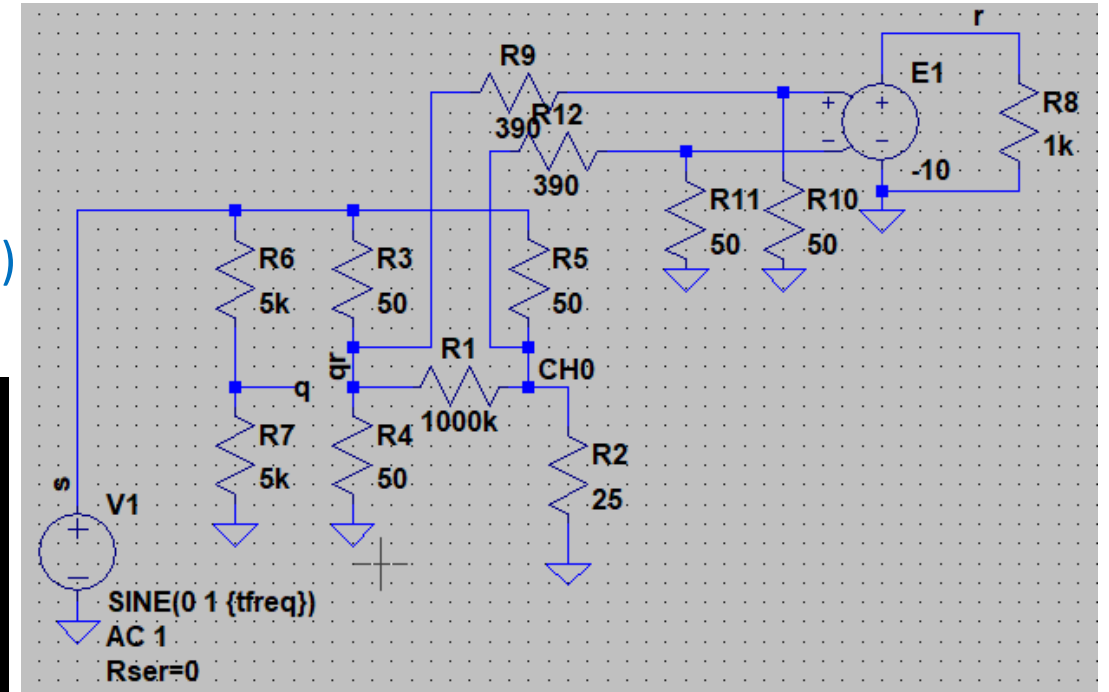 r
R9
E1
R12
390
R8
1k
390
-10
R11
R10
50
50
)
R6
R3
R5
5k
50
50
qr
R1
CH0
q
1000k
R7
R4
R2
5k
50
25
s
V1
SINE(0 1 {tfreq})
AC 1
Rser=0